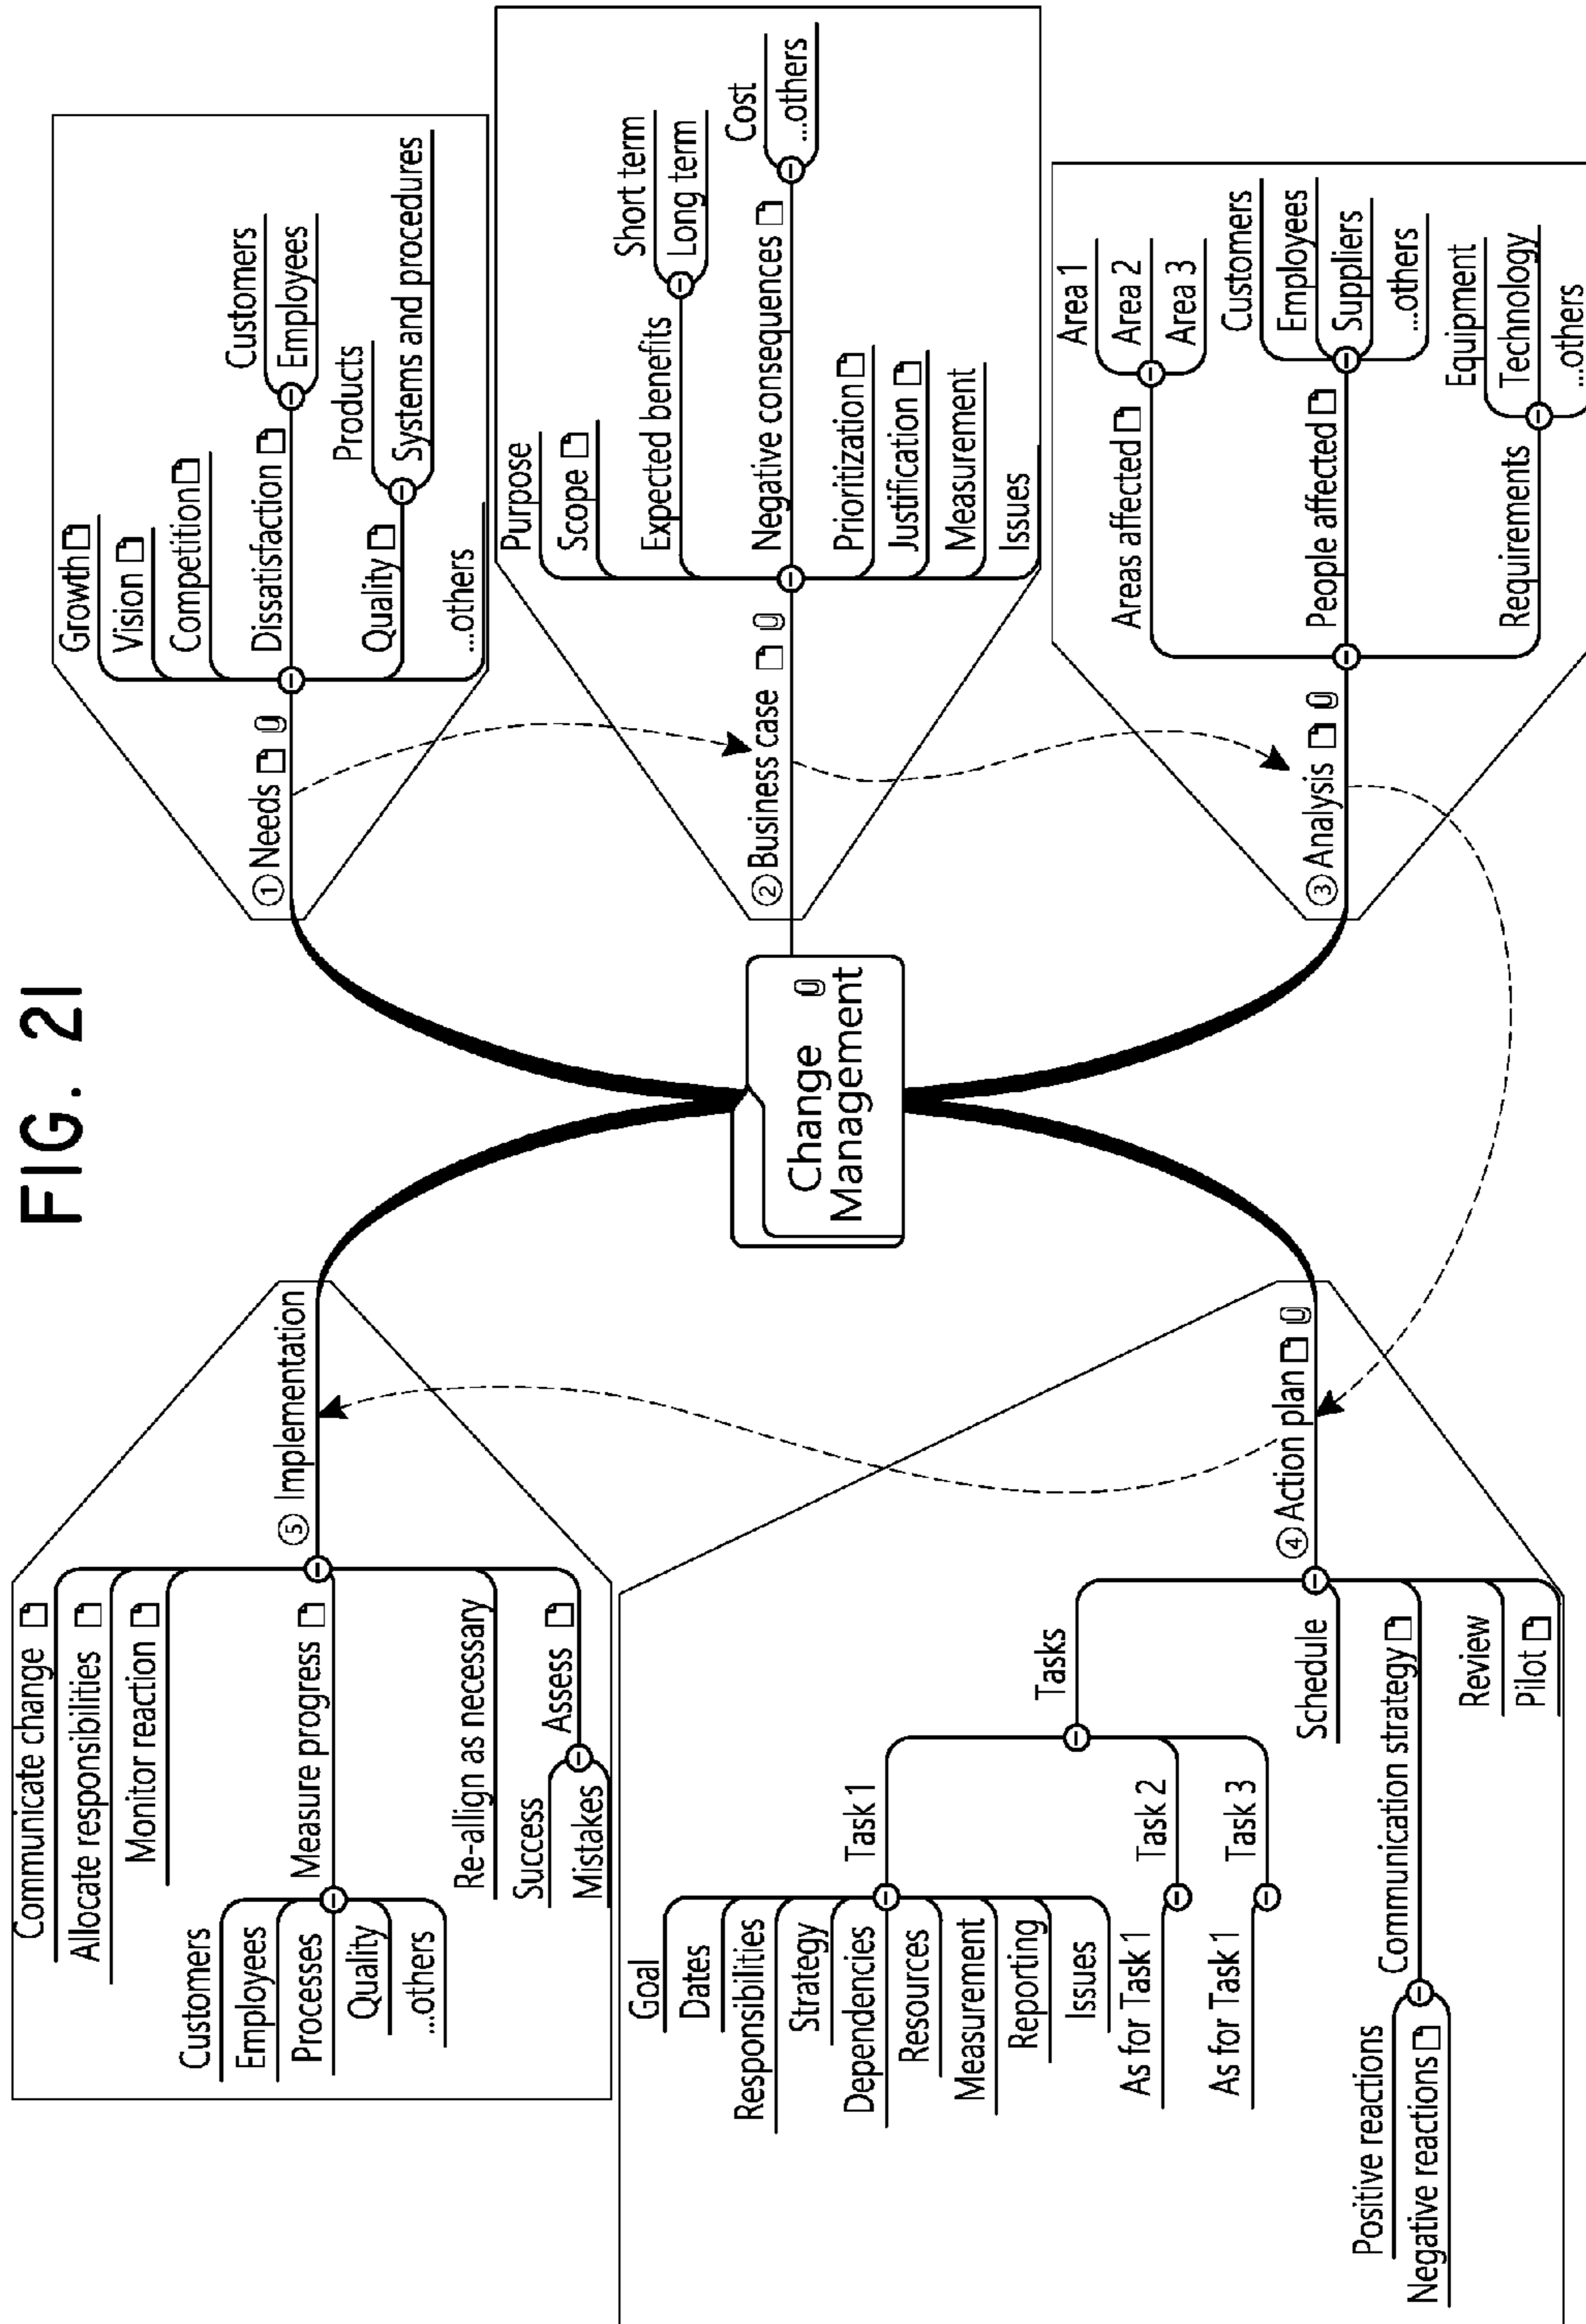 FIG. 21
Change
Management
① Needs
Growth
Vision
Competition
Dissatisfaction
Customers
Employees
Quality
Products
Systems and procedures
...others
② Business case
Purpose
Scope
Expected benefits
Short term
Long term
Negative consequences
Cost
...others
Prioritization
Justification
Measurement
Issues
③ Analysis
Areas affected
Area 1
Area 2
Area 3
People affected
Customers
Employees
Suppliers
...others
Requirements
Equipment
Technology
...others
④ Action plan
Tasks
Task 1
Goal
Dates
Responsibilities
Strategy
Dependencies
Resources
Measurement
Reporting
Issues
Task 2
As for Task 1
Task 3
As for Task 1
Schedule
Communication strategy
Positive reactions
Negative reactions
Review
Pilot
⑤ Implementation
Communicate change
Allocate responsibilities
Monitor reaction
Measure progress
Customers
Employees
Processes
Quality
...others
Re-allign as necessary
Assess
Success
Mistakes